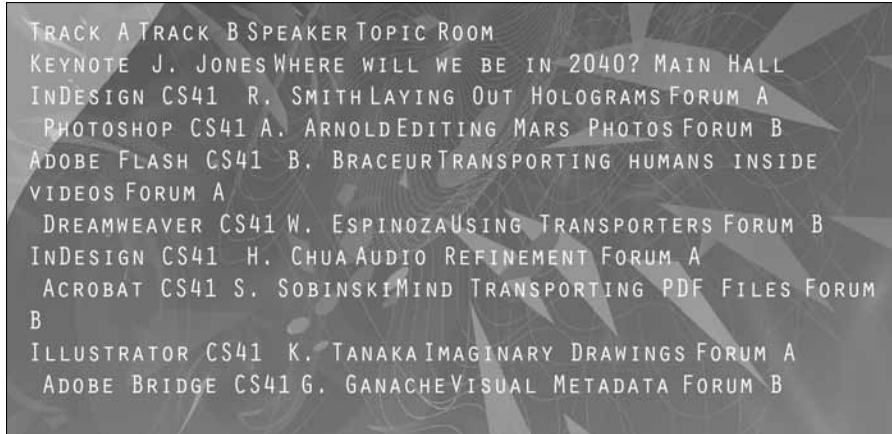 Track A Track B Speaker Topic Room
Keynote J. Jones Where will we be in 2040? Main Hall
InDesign CS41 R. Smith Laying Out Holograms Forum A
Photoshop CS41 A. Arnold Editing Mars Photos Forum B
Adobe Flash CS41 B. Braceur Transporting humans inside
videos Forum A
Dreamweaver CS41 W. Espinoza Using Transporters Forum B
InDesign CS41 H. Chua Audio Refinement Forum A
Acrobat CS41 S. Sobinski Mind Transporting PDF Files Forum
B
Illustrator CS41 K. Tanaka Imaginary Drawings Forum A
Adobe Bridge CS41 G. Ganache Visual Metadata Forum B